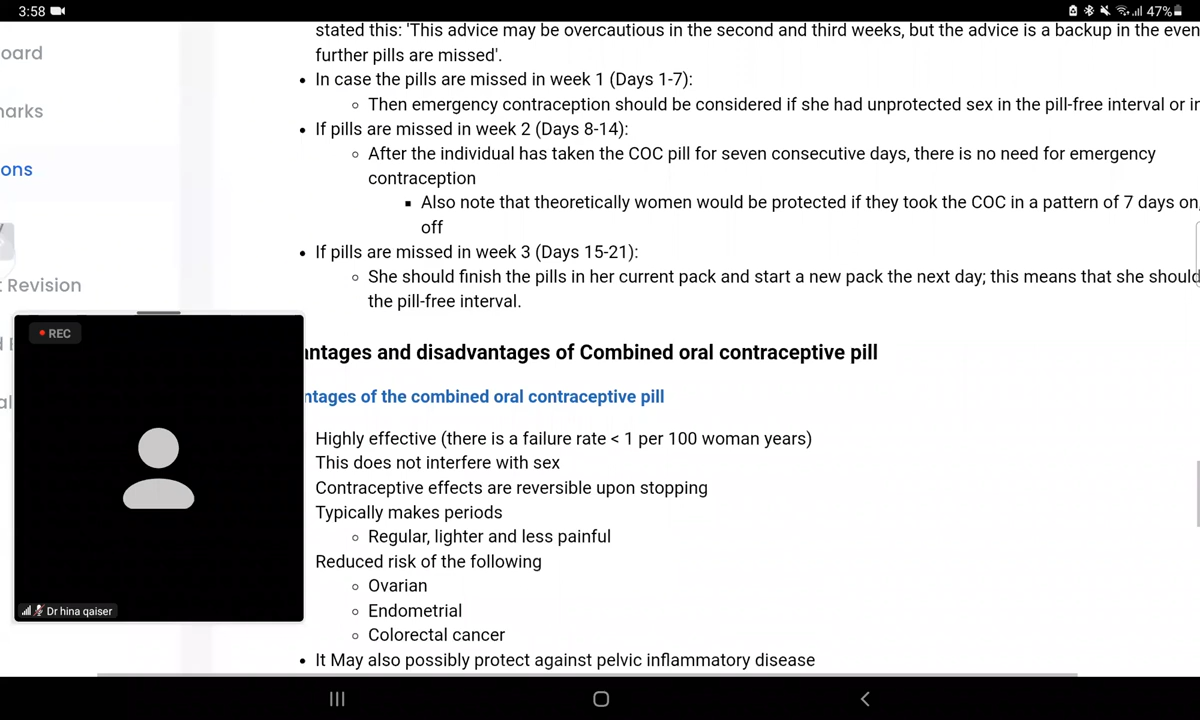 3:58
47%
stated this: 'This advice may be overcautious in the second and third weeks, but the advice is a backup in the even
further pills are missed'.
oard
• In case the pills are missed in week 1 (Days 1-7):
Then emergency contraception should be considered if she had unprotected sex in the pill-free interval or in
narks
• If pills are missed in week 2 (Days 8-14):
After the individual has taken the COC pill for seven consecutive days, there is no need for emergency
contraception
ons
Also note that theoretically women would be protected if they took the COC in a pattern of 7 days on,
off
• If pills are missed in week 3 (Days 15-21):
She should finish the pills in her current pack and start a new pack the next day; this means that she should
the pill-free interval.
t Revision
REC
antages and disadvantages of Combined oral contraceptive pill
ntages of the combined oral contraceptive pill
Highly effective (there is a failure rate < 1 per 100 woman years)
This does not interfere with sex
Contraceptive effects are reversible upon stopping
Typically makes periods
Regular, lighter and less painful
Reduced risk of the following
Ovarian
Endometrial
Colorectal cancer
Dr hina qaiser
• It May also possibly protect against pelvic inflammatory disease